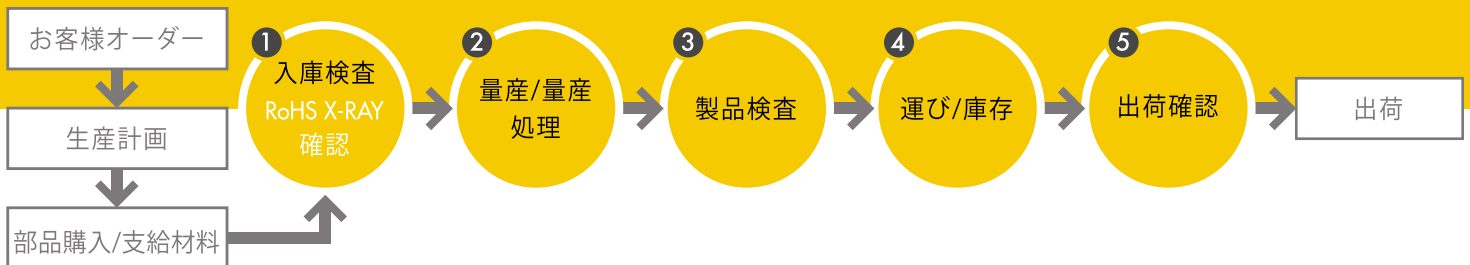 お客様オーダー
生産計画
部品購入/支給材料
1
入庫検査
RoHS X-RAY
確認
2
量産/量産
処理
3
製品検査
4
運び/庫存
5
出荷確認
出荷